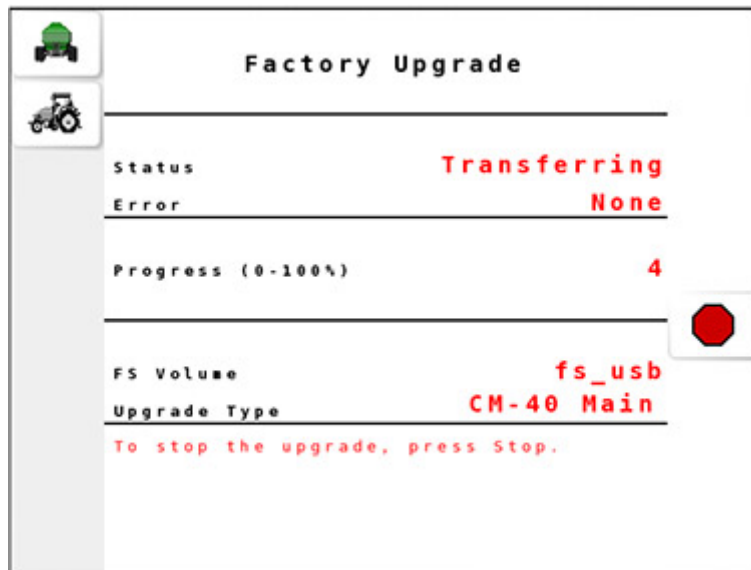 Factory Upgrade
Status Transferring
Error None
Progress (0-100%) 4
FS Volume fs_usb
Upgrade Type CM-40 Main
To stop the upgrade, press Stop.